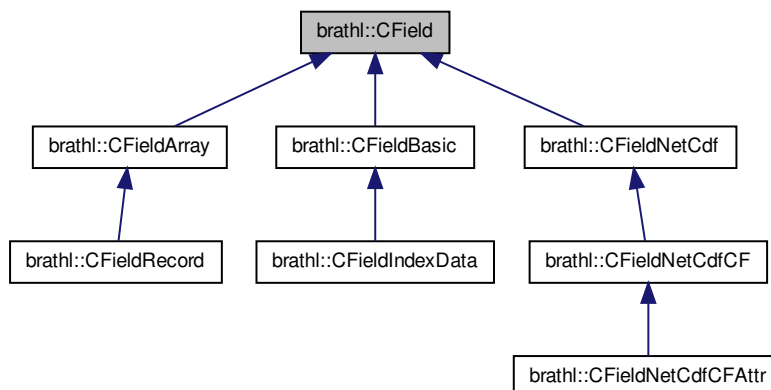 brathl::CField
brathl::CFieldArray
brathl::CFieldBasic
brathl::CFieldNetCdf
brathl::CFieldRecord
brathl::CFieldIndexData
brathl::CFieldNetCdfCF
brathl::CFieldNetCdfCFAttr